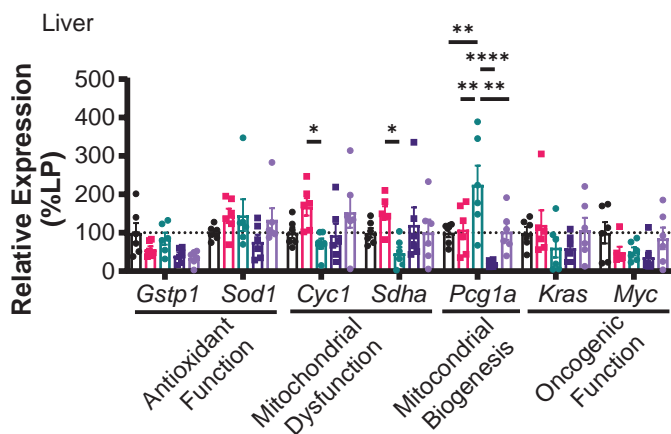 Liver
** ****
** **
* *
Relative Expression
(%LP)
500
400
300
200
100
0
Gstp1 Sod1 Cyc1 Sdha Pcg1a Kras Myc
Antioxidant
Function
Mitochondrial
Dysfunction
Mitocondrial
Biogenesis
Oncogenic
Function